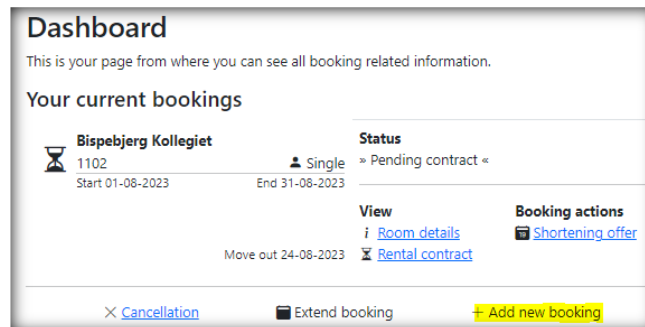 Dashboard
This is your page from where you can see all booking related information.
Your current bookings
Bispebjerg Kollegiet
1102 Single
Start 01-08-2023 End 31-08-2023
Move out 24-08-2023
Status
» Pending contract «
View
i Room details
Rental contract
Booking actions
Shortening offer
× Cancellation
Extend booking
+ Add new booking